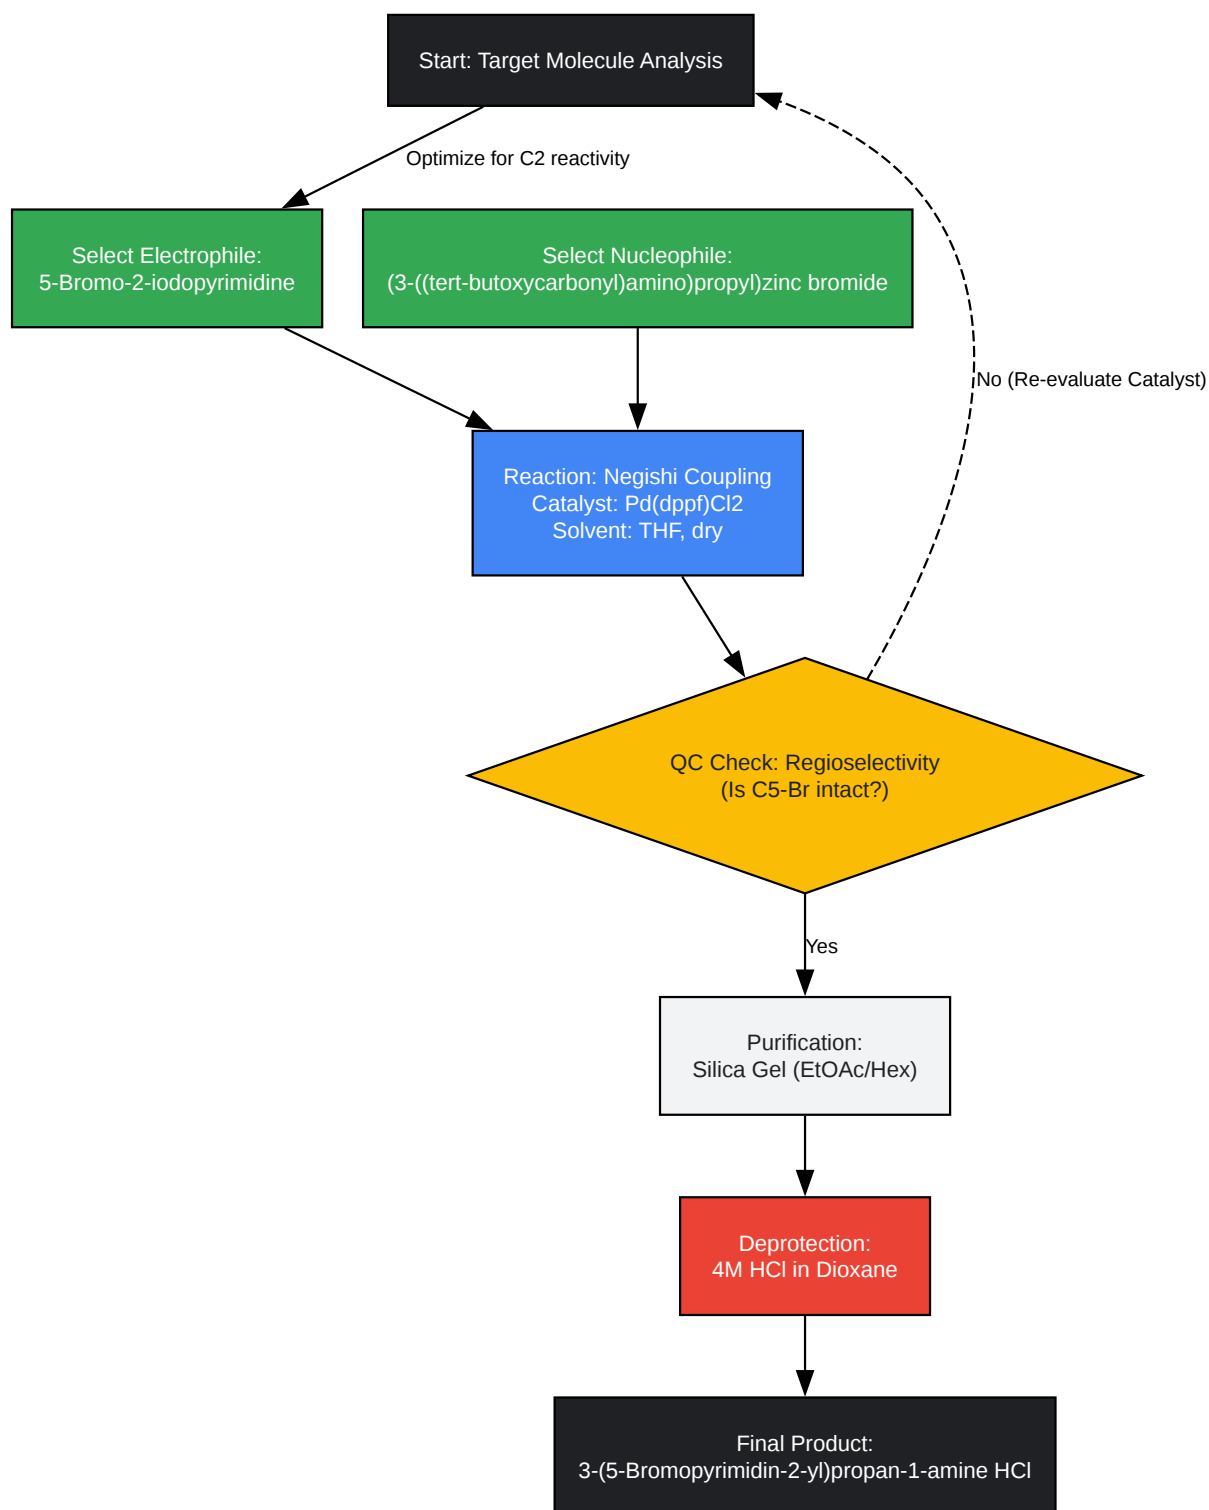 Start: Target Molecule Analysis
Optimize for C2 reactivity
Select Electrophile:
5-Bromo-2-iodopyrimidine
Select Nucleophile:
(3-((tert-butoxycarbonyl)amino)propyl)zinc bromide
No (Re-evaluate Catalyst)
Reaction: Negishi Coupling
Catalyst: Pd(dppf)Cl2
Solvent: THF, dry
QC Check: Regioselectivity
(Is C5-Br intact?)
Yes
Purification:
Silica Gel (EtOAc/Hex)
Deprotection:
4M HCl in Dioxane
Final Product:
3-(5-Bromopyrimidin-2-yl)propan-1-amine HCl